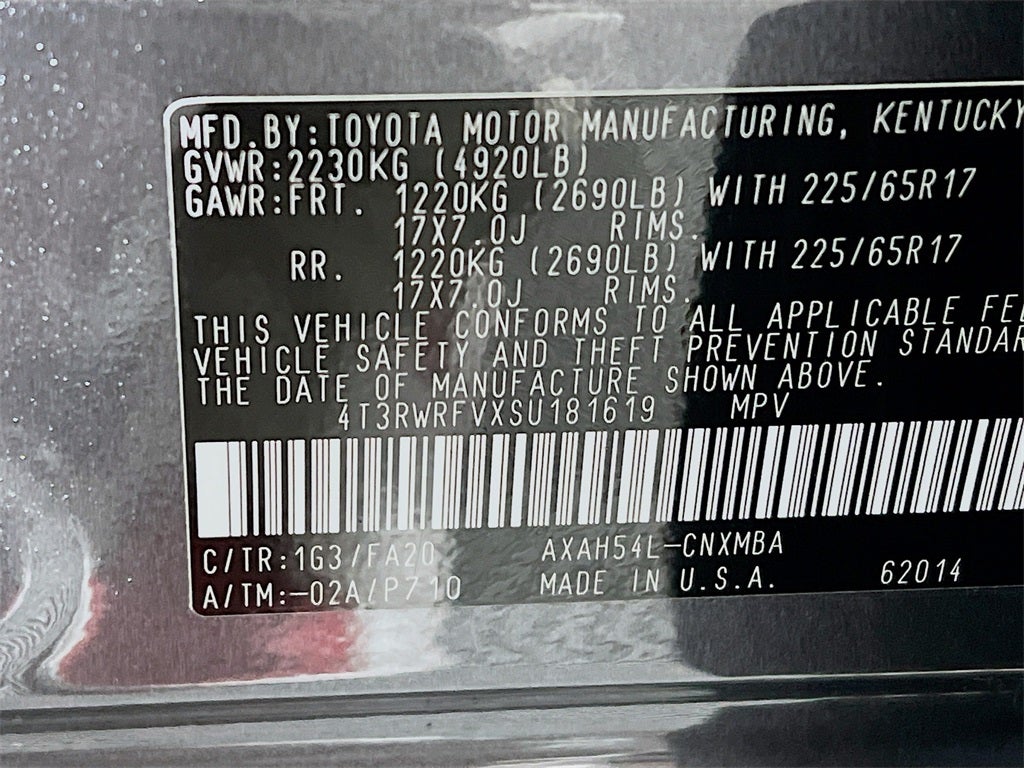 MFD.BY:TOYOTA MOTOR MANUFACTURING, KENTUCKY
GVWR:2230KG (4920LB)
GAWR:FRT. 1220KG (2690LB) WITH 225/65R17
17X7.0J RIMS.
RR. 1220KG (2690LB) WITH 225/65R17
17X7.0J RIMS.
THIS VEHICLE CONFORMS TO ALL APPLICABLE
VEHICLE SAFETY AND THEFT PREVENTION
THE DATE OF MANUFACTURE SHOWN ABOVE.
4T3RWRFVXSU181619 MPV
C/TR:1G3/FA20 AXAH54L-CNXMBA
A/TM:-02A/P710 MADE IN U.S.A. 62014